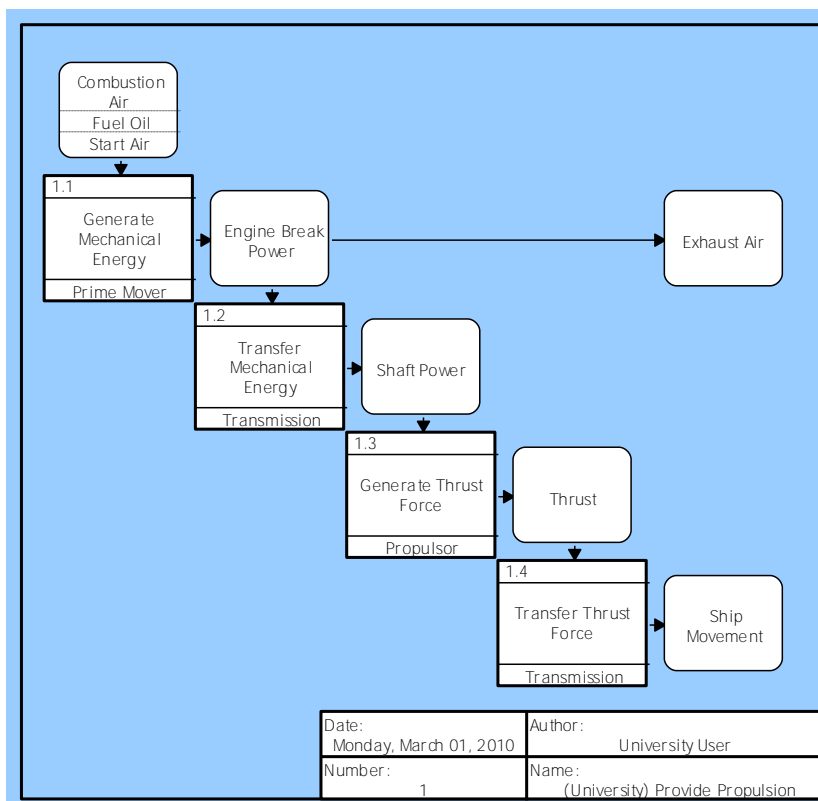 Combustion
Air
Fuel Oil
Start Air
1.1
Generate
Mechanical
Energy
Prime Mover
Engine Break
Power
Exhaust Air
1.2
Transfer
Mechanical
Energy
Transmission
Shaft Power
1.3
Generate Thrust
Force
Propulsor
Thrust
1.4
Transfer Thrust
Force
Transmission
Ship
Movement
Date:
Monday, March 01, 2010
Author:
University User
Number:
1
Name:
(University) Provide Propulsion